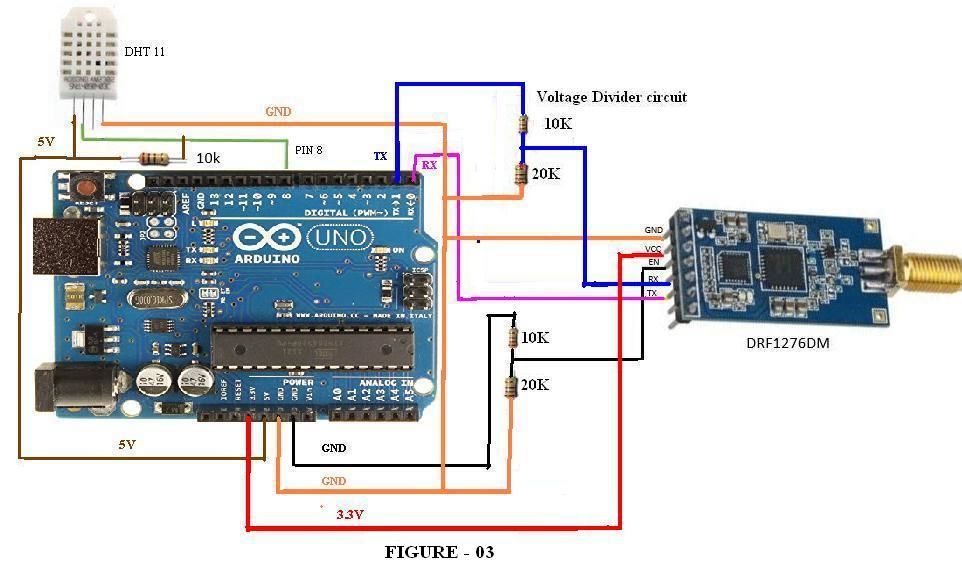 DHT 11
GND
Voltage Divider circuit
10K
5V
10k
PIN 8
TX
RX
20K
RESET
AREF
GND
13
12
~11
~10
~9
8
7
~6
~5
4
~3
2
TX→1
RX←0
DIGITAL (PWM~)
UNO
ARDUINO
TX
RX
L
ON
ICSP
WWW.ARDUINO.CC - MADE IN ITALY
GND
VCC
EN
RX
TX
DRF1276DM
10K
20K
POWER
ANALOG IN
IOREF
RESET
3.3V
5V
GND
GND
Vin
A0
A1
A2
A3
A4
A5
5V
GND
GND
3.3V
FIGURE - 03